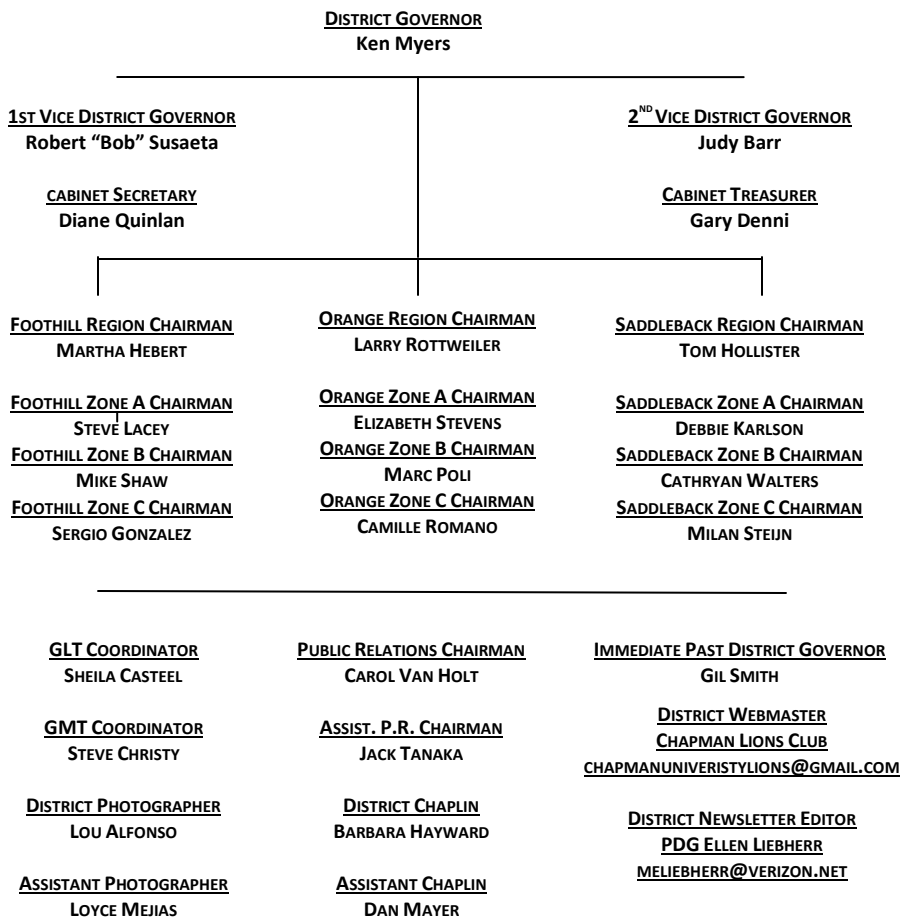 DISTRICT GOVERNOR
Ken Myers
1ST VICE DISTRICT GOVERNOR
Robert “Bob” Susaeta
2ND VICE DISTRICT GOVERNOR
Judy Barr
CABINET SECRETARY
Diane Quinlan
CABINET TREASURER
Gary Denni
FOOTHILL REGION CHAIRMAN
MARTHA HEBERT
ORANGE REGION CHAIRMAN
LARRY ROTTWEILER
SADDLEBACK REGION CHAIRMAN
TOM HOLLISTER
FOOTHILL ZONE A CHAIRMAN
STEVE LACEY
FOOTHILL ZONE B CHAIRMAN
MIKE SHAW
FOOTHILL ZONE C CHAIRMAN
SERGIO GONZALEZ
ORANGE ZONE A CHAIRMAN
ELIZABETH STEVENS
ORANGE ZONE B CHAIRMAN
MARC POLI
ORANGE ZONE C CHAIRMAN
CAMILLE ROMANO
SADDLEBACK ZONE A CHAIRMAN
DEBBIE KARLSON
SADDLEBACK ZONE B CHAIRMAN
CATHRYAN WALTERS
SADDLEBACK ZONE C CHAIRMAN
MILAN STEIJN
GLT COORDINATOR
SHEILA CASTEEL
GMT COORDINATOR
STEVE CHRISTY
DISTRICT PHOTOGRAPHER
LOU ALFONSO
ASSISTANT PHOTOGRAPHER
LOYCE MEJIAS
PUBLIC RELATIONS CHAIRMAN
CAROL VAN HOLT
ASSIST. P.R. CHAIRMAN
JACK TANAKA
DISTRICT CHAPLIN
BARBARA HAYWARD
ASSISTANT CHAPLIN
DAN MAYER
IMMEDIATE PAST DISTRICT GOVERNOR
GIL SMITH
DISTRICT WEBMASTER
CHAPMAN LIONS CLUB
CHAPMANUNIVERISTYLIONS@GMAIL.COM
DISTRICT NEWSLETTER EDITOR
PDG ELLEN LIEBHERR
MELIEBHERR@VERIZON.NET